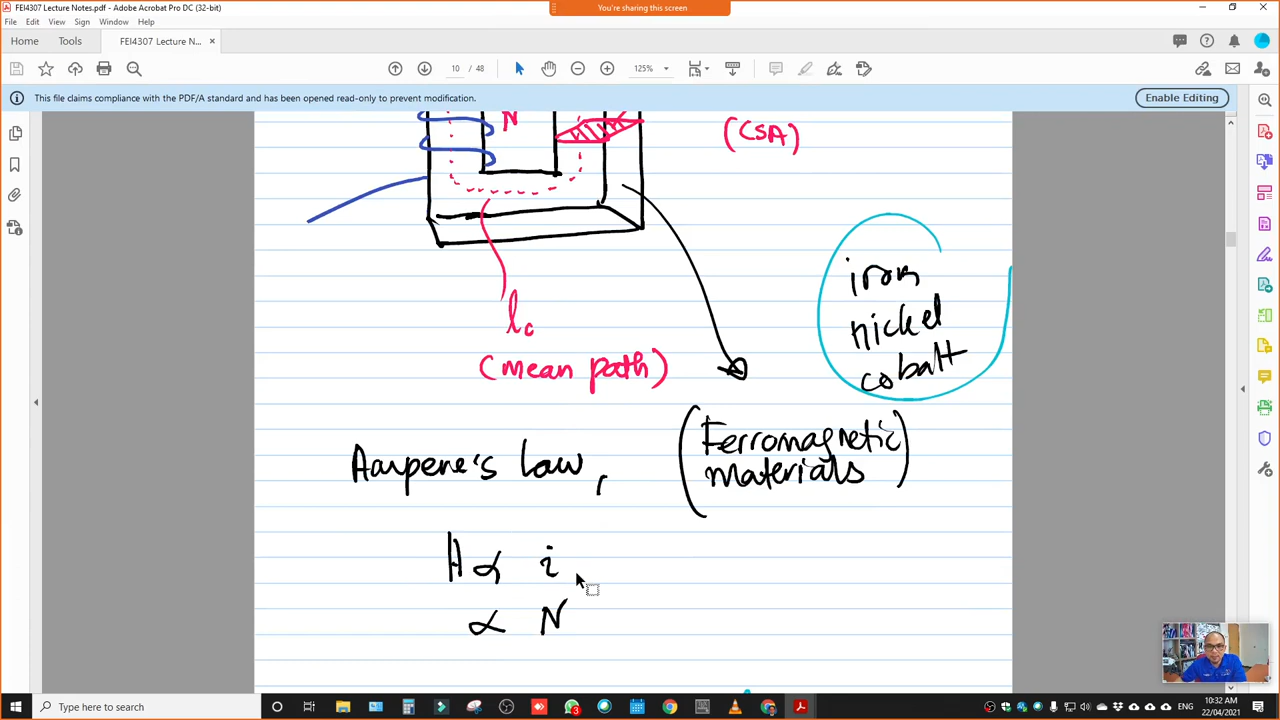 FEI4307 Lecture Notes.pdf - Adobe Acrobat Pro DC (32-bit)
You're sharing this screen
File Edit View Sign Window Help
Home Tools FEI4307 Lecture N... ×
10 / 48 125%
This file claims compliance with the PDF/A standard and has been opened read-only to prevent modification.
Enable Editing
N
(CSA)
iron
nickel
cobalt
lc
(mean path)
(Ferromagnetic
materials)
Ampere's Law,
H ∝ i
∝ N
Type here to search
3
ENG
10:32 AM
22/04/2021